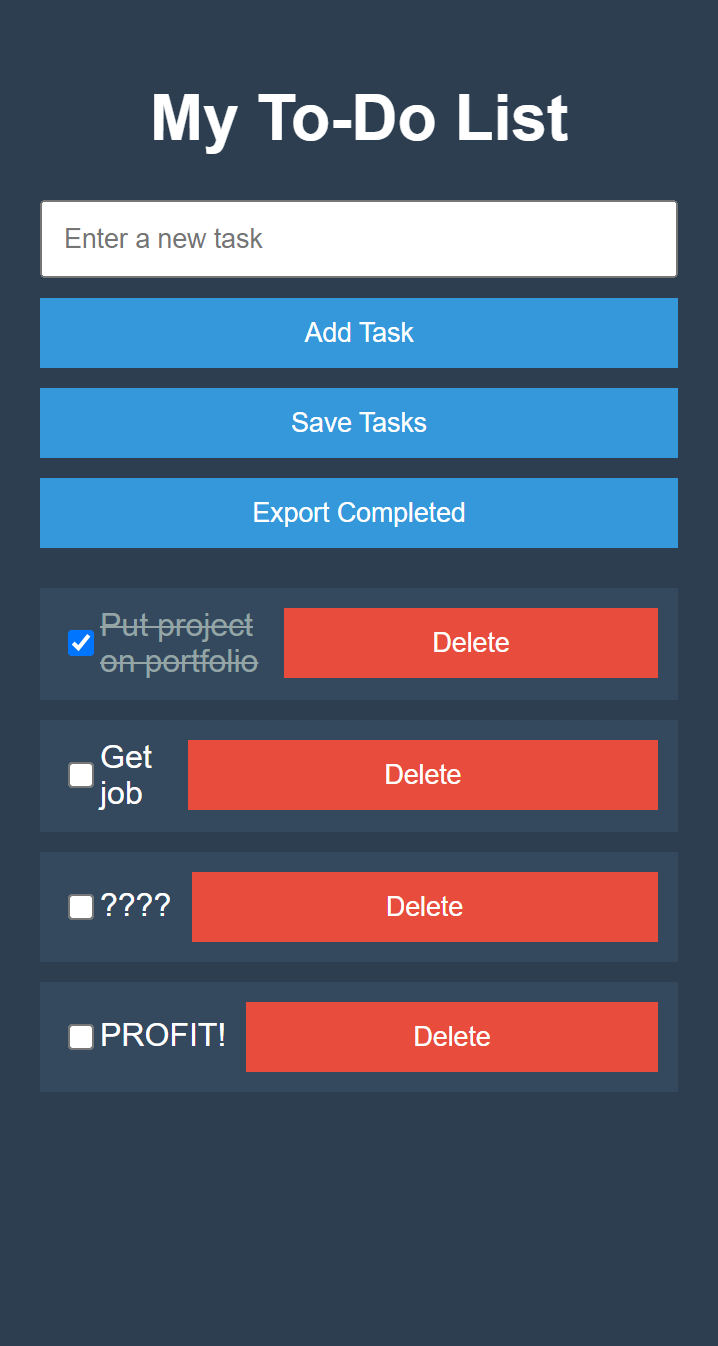 My To-Do List
Enter a new task
Add Task
Save Tasks
Export Completed
Put project
on portfolio
Delete
Get
job
Delete
????
Delete
PROFIT!
Delete